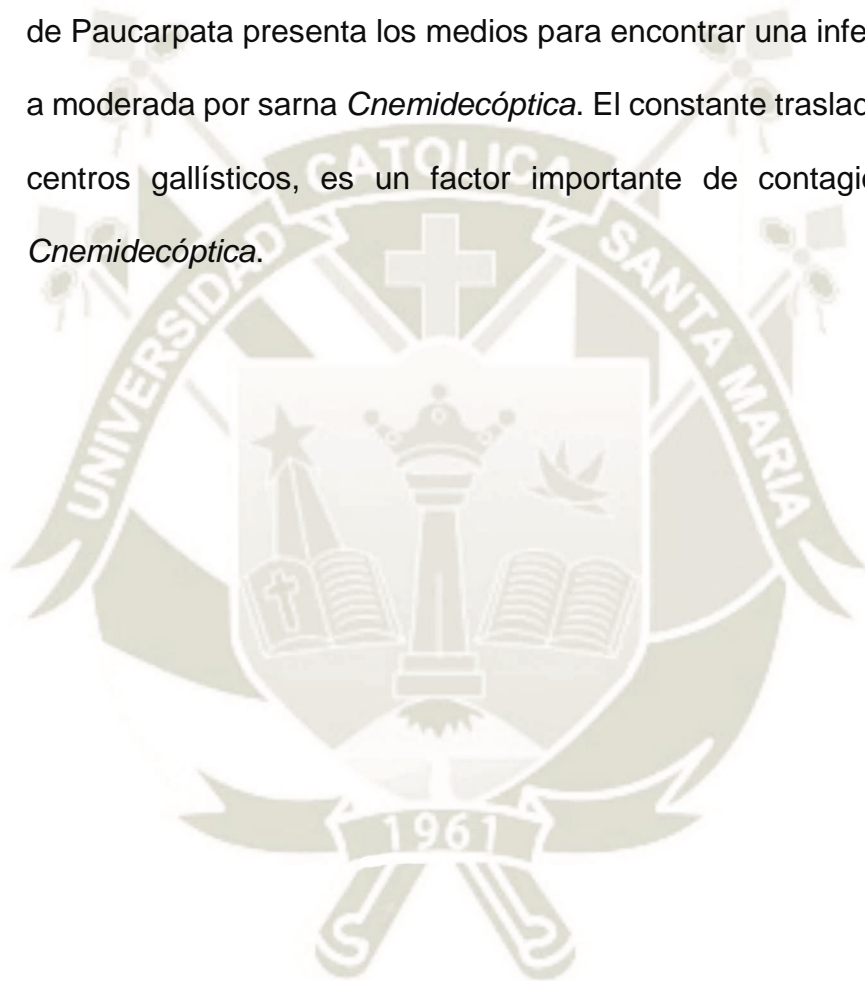 de Paucarpata presenta los medios para encontrar una infe
a moderada por sarna Cnemidecóptica. El constante traslac
centros gallísticos, es un factor importante de contagi
Cnemidecóptica.
UNIVERSIDAD CATOLICA SANTA MARIA
1961